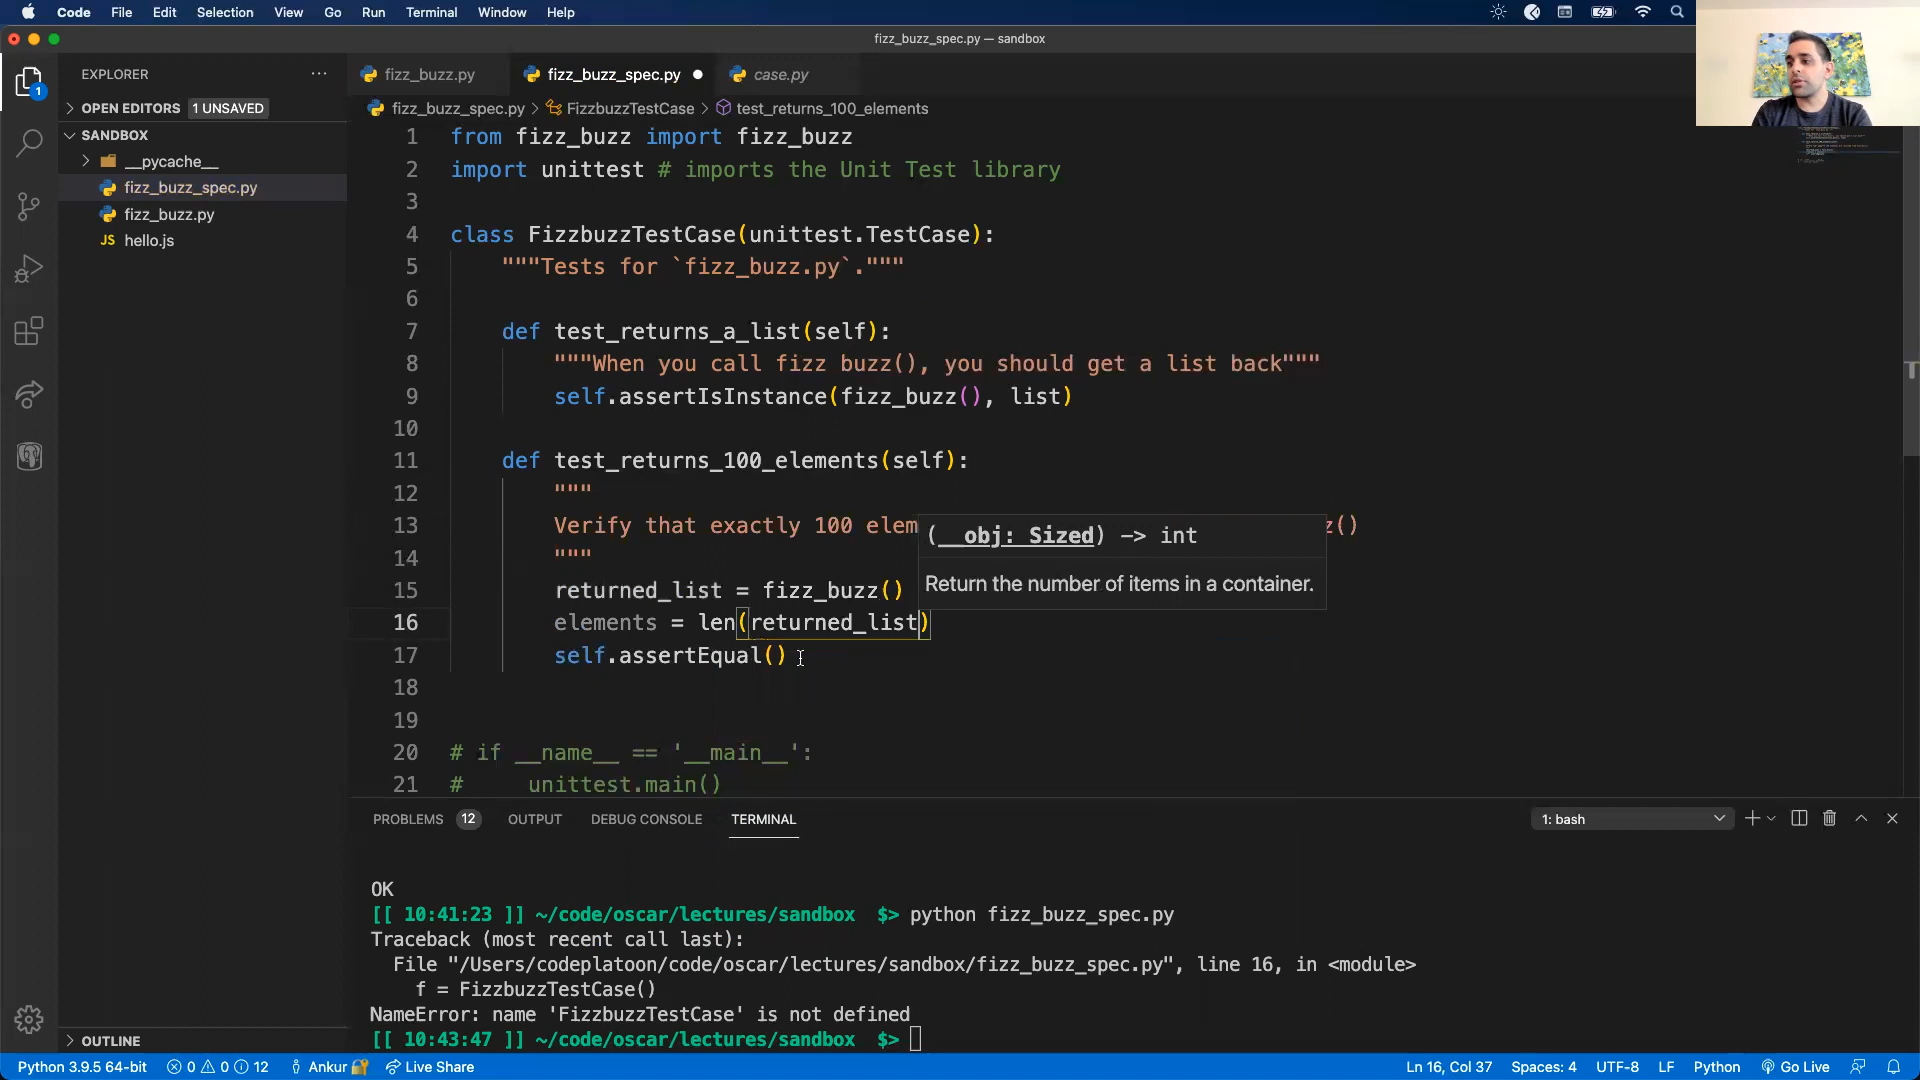 Code File Edit Selection View Go Run Terminal Window Help
fizz_buzz_spec.py — sandbox
EXPLORER ···
fizz_buzz.py fizz_buzz_spec.py case.py
OPEN EDITORS 1 UNSAVED
fizz_buzz_spec.py > FizzbuzzTestCase > test_returns_100_elements
SANDBOX
__pycache__
fizz_buzz_spec.py
fizz_buzz.py
JS hello.js
1
1 from fizz_buzz import fizz_buzz
2 import unittest # imports the Unit Test library
3
4 class FizzbuzzTestCase(unittest.TestCase):
5 """Tests for `fizz_buzz.py`."""
6
7 def test_returns_a_list(self):
8 """When you call fizz buzz(), you should get a list back"""
9 self.assertIsInstance(fizz_buzz(), list)
10
11 def test_returns_100_elements(self):
12 """
13 Verify that exactly 100 elem z()
14 """
(__obj: Sized) -> int
Return the number of items in a container.
15 returned_list = fizz_buzz()
16 elements = len(returned_list)
17 self.assertEqual()
18
19
20 # if __name__ == '__main__':
21 # unittest.main()
PROBLEMS 12 OUTPUT DEBUG CONSOLE TERMINAL 1: bash
OK
[[ 10:41:23 ]] ~/code/oscar/lectures/sandbox $> python fizz_buzz_spec.py
Traceback (most recent call last):
File "/Users/codeplatoon/code/oscar/lectures/sandbox/fizz_buzz_spec.py", line 16, in <module>
f = FizzbuzzTestCase()
NameError: name 'FizzbuzzTestCase' is not defined
[[ 10:43:47 ]] ~/code/oscar/lectures/sandbox $>
OUTLINE
Python 3.9.5 64-bit 0 0 12 Ankur Live Share Ln 16, Col 37 Spaces: 4 UTF-8 LF Python Go Live